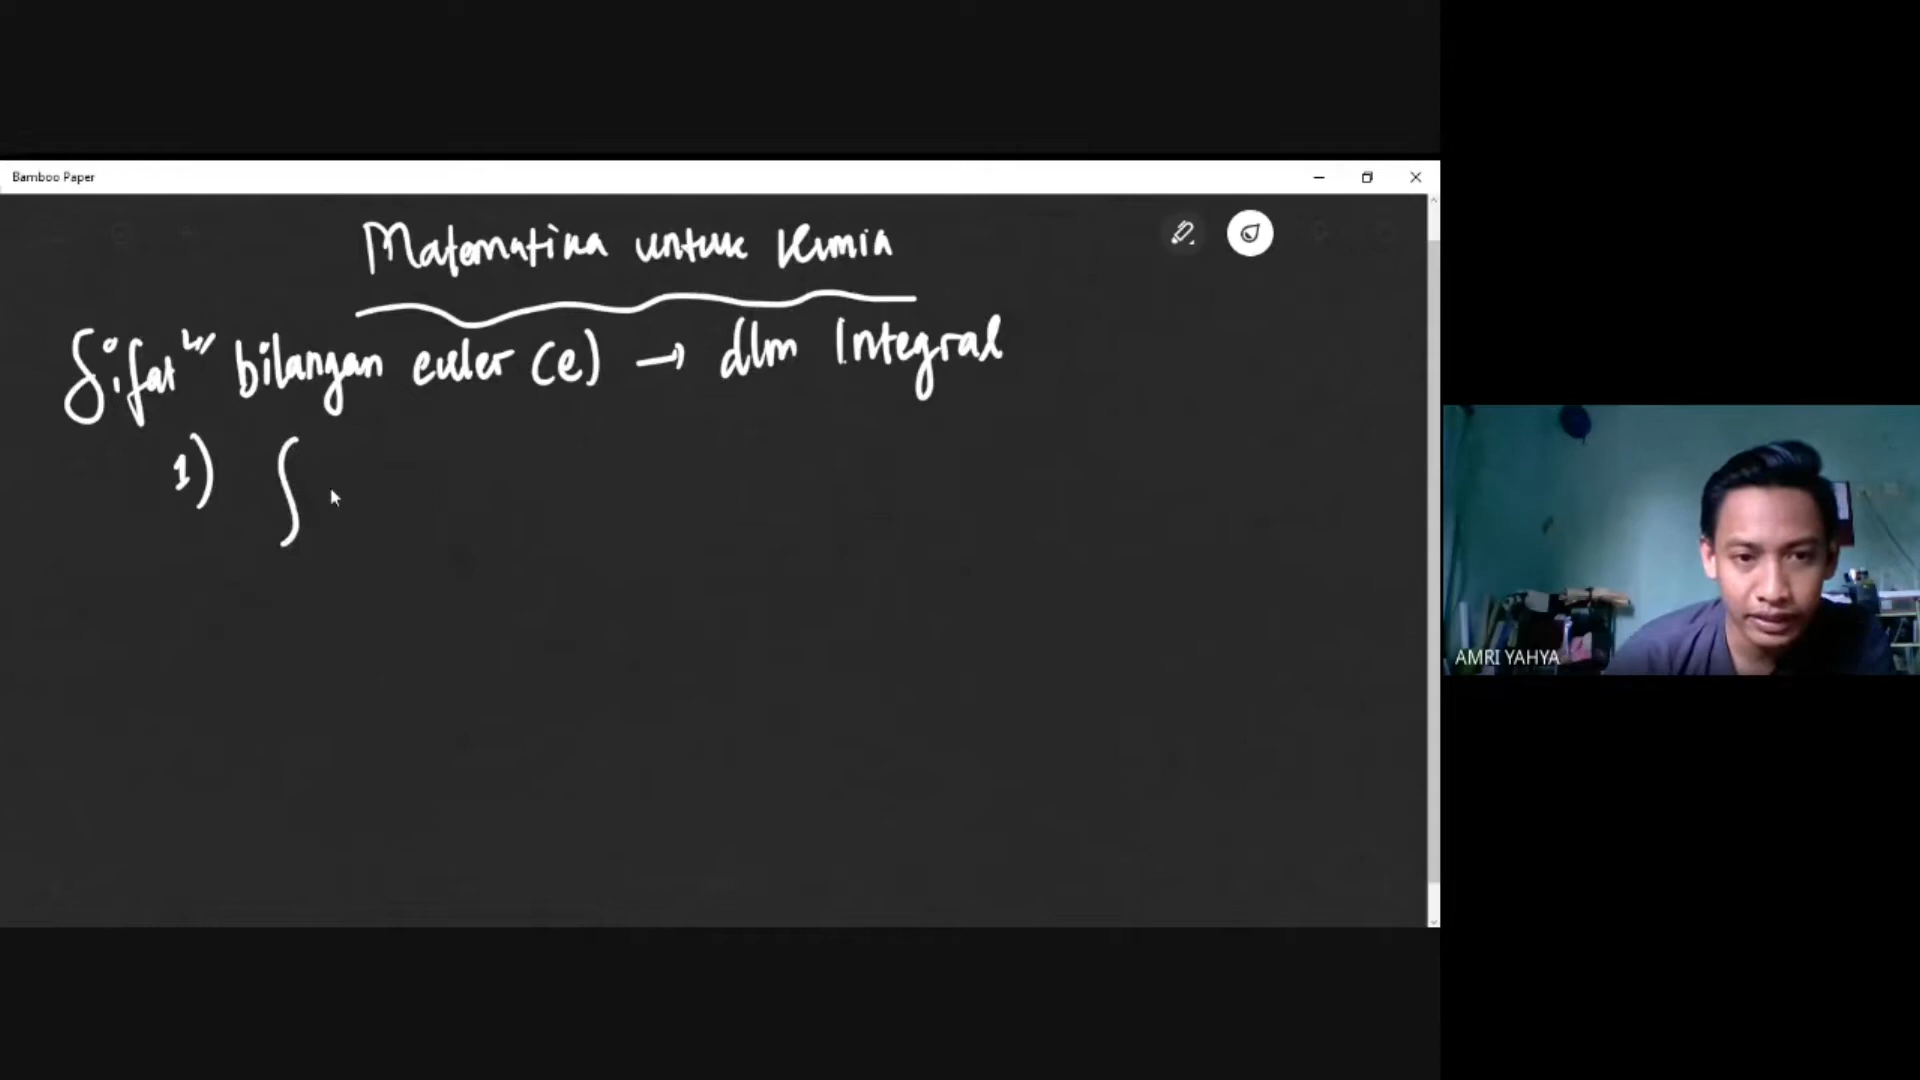 Bamboo Paper
Matematika untuk Kimia
Sifat" bilangan euler (e) → dlm Integral
1) ∫
AMRI YAHYA